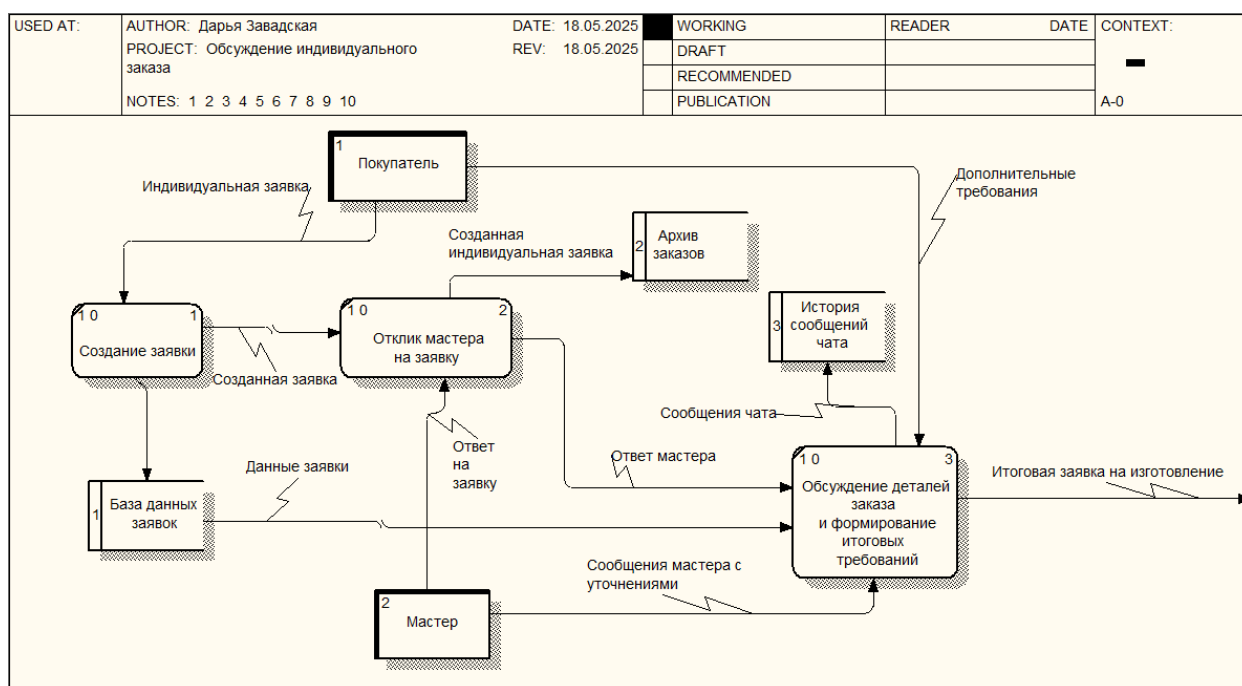 USED AT:
AUTHOR: Дарья Завадская
DATE: 18.05.2025
PROJECT: Обсуждение индивидуального
заказа
REV: 18.05.2025
NOTES: 1 2 3 4 5 6 7 8 9 10
WORKING
DRAFT
RECOMMENDED
PUBLICATION
READER
DATE
CONTEXT:
A-0
1
Покупатель
Индивидуальная заявка
Дополнительные
требования
Созданная
индивидуальная заявка
2
Архив
заказов
1 0
1
Создание заявки
Созданная заявка
1 0
2
Отклик мастера
на заявку
3
История
сообщений
чата
Сообщения чата
Ответ
на
заявку
Ответ мастера
Данные заявки
1
База данных
заявок
1 0
3
Обсуждение деталей
заказа
и формирование
итоговых
требований
Итоговая заявка на изготовление
Сообщения мастера с
уточнениями
2
Мастер